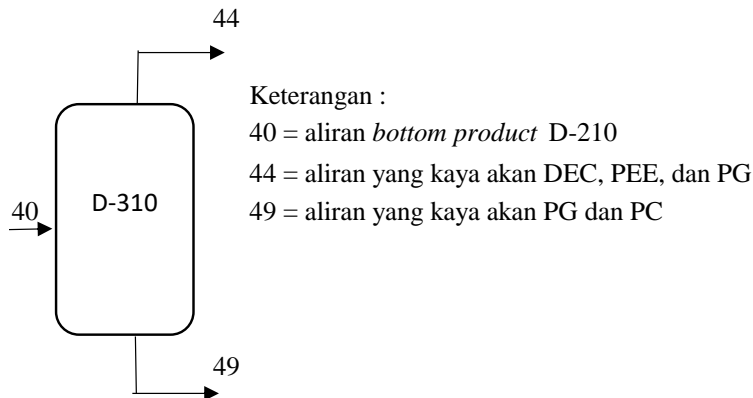 44
Keterangan :
40 = aliran bottom product D-210
44 = aliran yang kaya akan DEC, PEE, dan PG
49 = aliran yang kaya akan PG dan PC
40
D-310
49